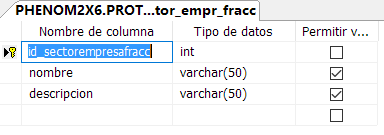 PHENOM2X6.PROT...tor_empr_fracc
Nombre de columna Tipo de datos Permitir v...
id_sectorempresafracc int
nombre varchar(50)
descripcion varchar(50)